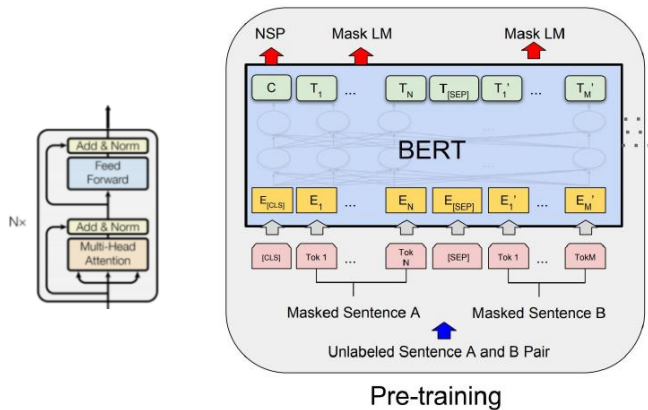 Add & Norm
Feed
Forward
N×
Add & Norm
Multi-Head
Attention
NSP
Mask LM
Mask LM
C
T1
...
TN
T[SEP]
T1'
...
TM'
...
BERT
E[CLS]
E1
...
EN
E[SEP]
E1'
...
EM'
[CLS]
Tok 1
...
Tok
N
[SEP]
Tok 1
...
TokM
Masked Sentence A
Masked Sentence B
Unlabeled Sentence A and B Pair
Pre-training